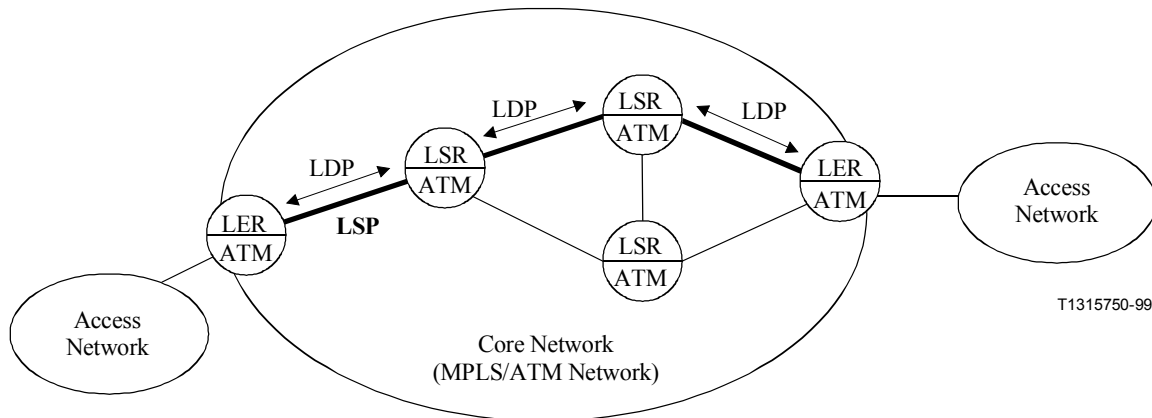 LDP
LSR
ATM
LDP
LSR
ATM
LDP
LER
ATM
LSP
LER
ATM
LSR
ATM
Access
Network
Access
Network
T1315750-99
Core Network
(MPLS/ATM Network)